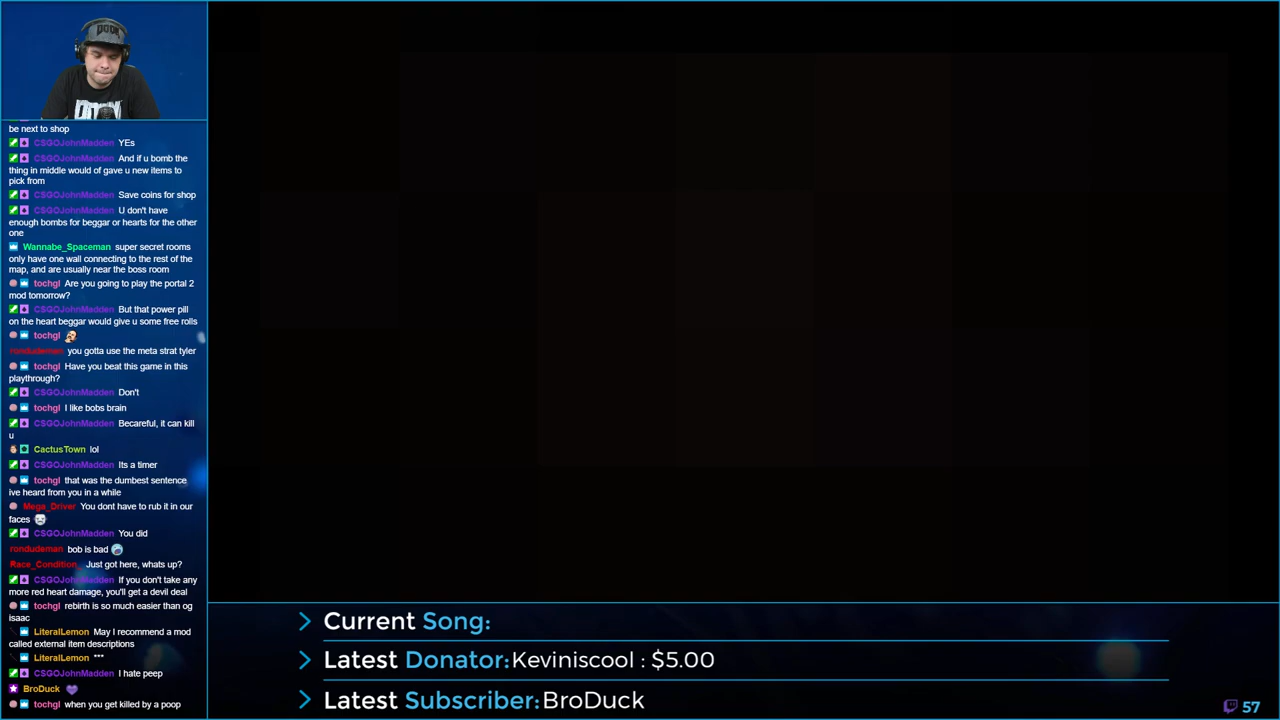 DOOM
be next to shop
CSGOJohnMadden YEs
CSGOJohnMadden And if u bomb the
thing in middle would of gave u new items to
pick from
CSGOJohnMadden Save coins for shop
CSGOJohnMadden U don't have
enough bombs for beggar or hearts for the other
one
Wannabe_Spaceman super secret rooms
only have one wall connecting to the rest of the
map, and are usually near the boss room
tochgl Are you going to play the portal 2
mod tomorrow?
CSGOJohnMadden But that power pill
on the heart beggar would give u some free rolls
tochgl
rondudeman you gotta use the meta strat tyler
tochgl Have you beat this game in this
playthrough?
CSGOJohnMadden Don't
tochgl I like bobs brain
CSGOJohnMadden Becareful, it can kill
u
CactusTown lol
CSGOJohnMadden Its a timer
tochgl that was the dumbest sentence
ive heard from you in a while
Mega_Driver You dont have to rub it in our
faces
CSGOJohnMadden You did
rondudeman bob is bad
Race_Condition Just got here, whats up?
CSGOJohnMadden If you don't take any
more red heart damage, you'll get a devil deal
tochgl rebirth is so much easier than og
isaac
LiteralLemon May I recommend a mod
called external item descriptions
LiteralLemon ***
CSGOJohnMadden I hate peep
BroDuck
tochgl when you get killed by a poop
Current Song:
Latest Donator:Keviniscool : $5.00
Latest Subscriber:BroDuck
57